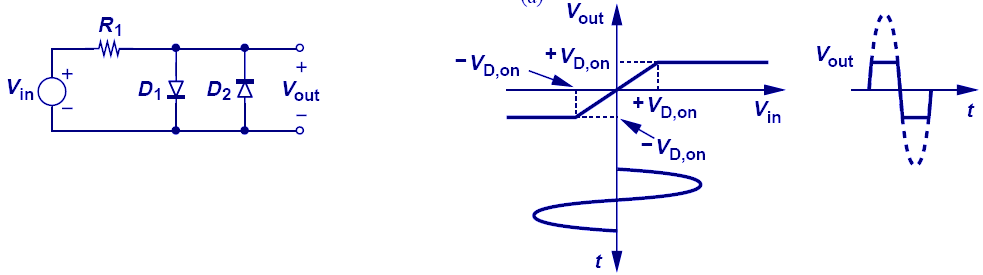 R1
Vin
+
−
D1
D2
+
Vout
−
(a)
Vout
− VD,on
+ VD,on
+ VD,on
Vin
− VD,on
t
Vout
t